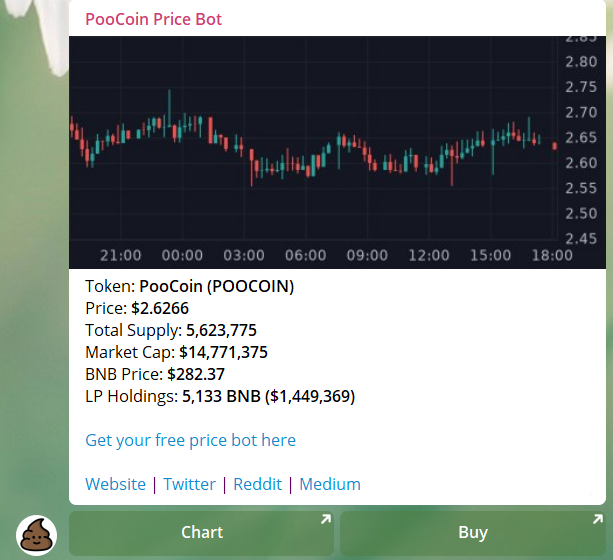 PooCoin Price Bot
2.85
2.80
2.75
2.70
2.65
2.60
2.55
2.50
2.45
21:00 00:00 03:00 06:00 09:00 12:00 15:00 18:00
Token: PooCoin (POOCOIN)
Price: $2.6266
Total Supply: 5,623,775
Market Cap: $14,771,375
BNB Price: $282.37
LP Holdings: 5,133 BNB ($1,449,369)
Get your free price bot here
Website | Twitter | Reddit | Medium
Chart Buy